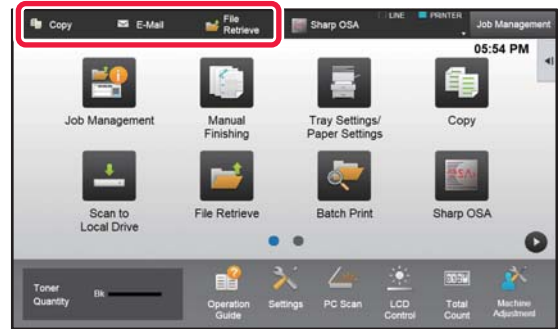 Copy
E-Mail
File
Retrieve
Sharp OSA
LINE
PRINTER
Job Management
05:54 PM
Job Management
Manual
Finishing
Tray Settings/
Paper Settings
Copy
Scan to
Local Drive
File Retrieve
Batch Print
Sharp OSA
Toner
Quantity
Bk
Operation
Guide
Settings
PC Scan
LCD
Control
Total
Count
Machine
Adjustment